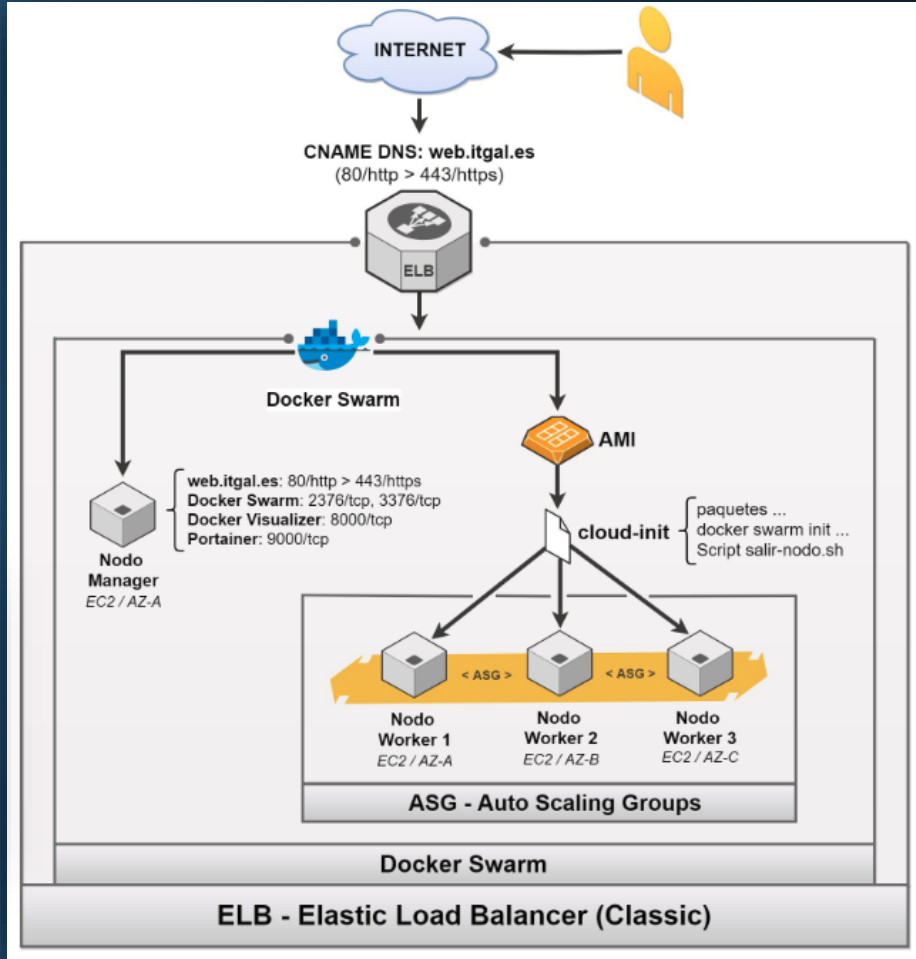 INTERNET
CNAME DNS: web.itgal.es
(80/http > 443/https)
ELB
Docker Swarm
AMI
web.itgal.es: 80/http > 443/https
Docker Swarm: 2376/tcp, 3376/tcp
Docker Visualizer: 8000/tcp
Portainer: 9000/tcp
Nodo
Manager
EC2 / AZ-A
cloud-init
paquetes ...
docker swarm init ...
Script salir-nodo.sh
< ASG >
< ASG >
Nodo
Worker 1
EC2 / AZ-A
Nodo
Worker 2
EC2 / AZ-B
Nodo
Worker 3
EC2 / AZ-C
ASG - Auto Scaling Groups
Docker Swarm
ELB - Elastic Load Balancer (Classic)